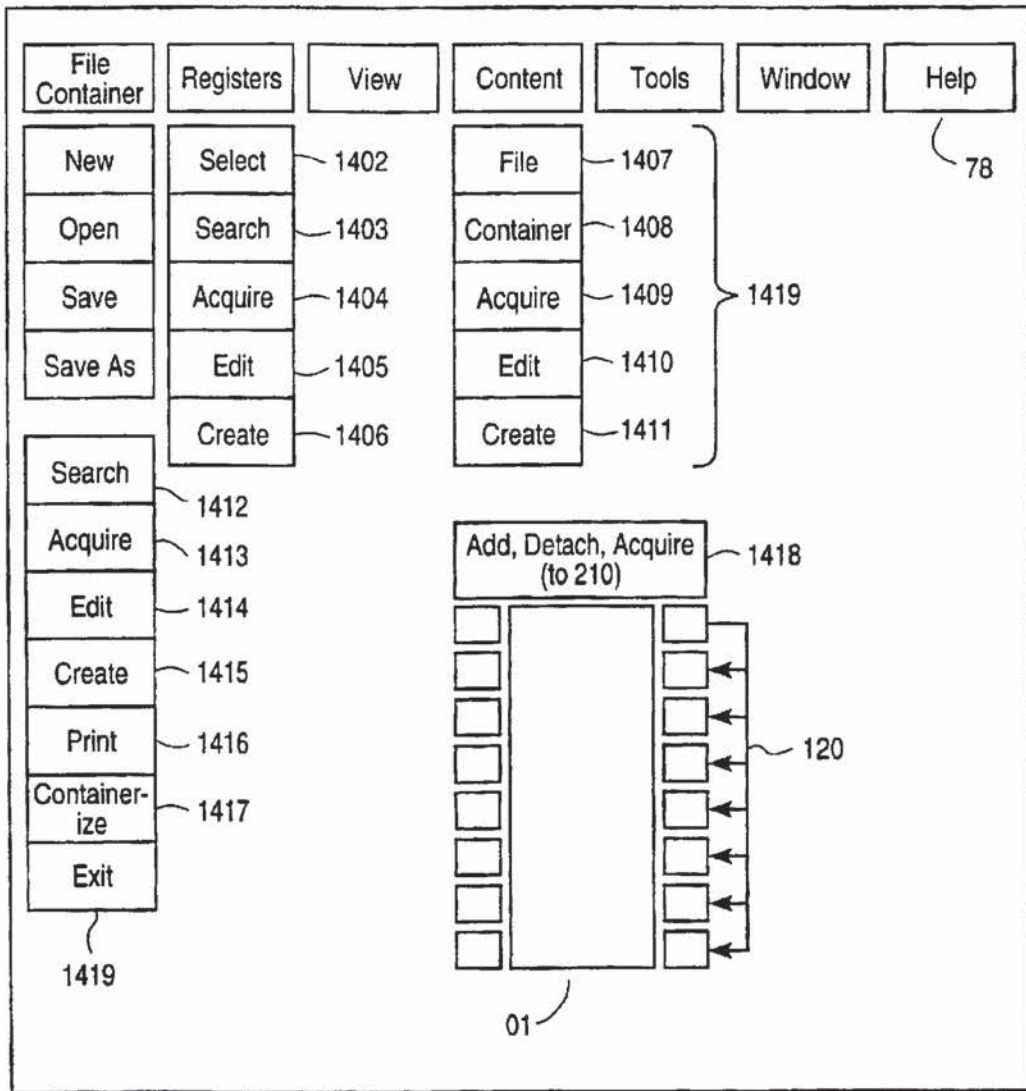 File
Container
Registers
View
Content
Tools
Window
Help
78
New
Open
Save
Save As
Select
1402
Search
1403
Acquire
1404
Edit
1405
Create
1406
File
1407
Container
1408
Acquire
1409
Edit
1410
Create
1411
1419
Search
1412
Acquire
1413
Edit
1414
Create
1415
Print
1416
Container-
ize
1417
Exit
1419
Add, Detach, Acquire
(to 210)
1418
120
01